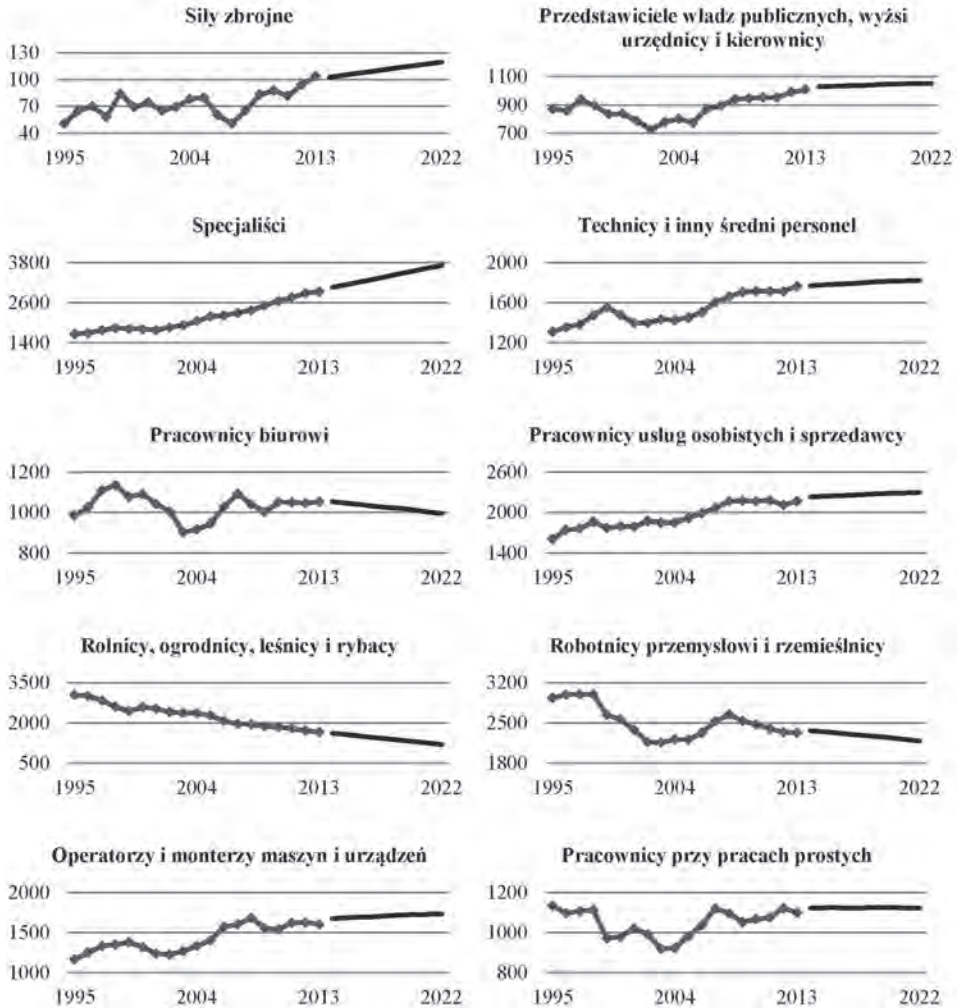 Siły zbrojne
130
100
70
40
1995 2004 2013 2022
Przedstawiciele władz publicznych, wyżsi
urzędnicy i kierownicy
1100
900
700
1995 2004 2013 2022
Specjaliści
3800
2600
1400
1995 2004 2013 2022
Technicy i inny średni personel
2000
1600
1200
1995 2004 2013 2022
Pracownicy biurowi
1200
1000
800
1995 2004 2013 2022
Pracownicy usług osobistych i sprzedawcy
2600
2000
1400
1995 2004 2013 2022
Rolnicy, ogrodnicy, leśnicy i rybacy
3500
2000
500
1995 2004 2013 2022
Robotnicy przemysłowi i rzemieślnicy
3200
2500
1800
1995 2004 2013 2022
Operatorzy i monterzy maszyn i urządzeń
2000
1500
1000
1995 2004 2013 2022
Pracownicy przy pracach prostych
1200
1000
800
1995 2004 2013 2022